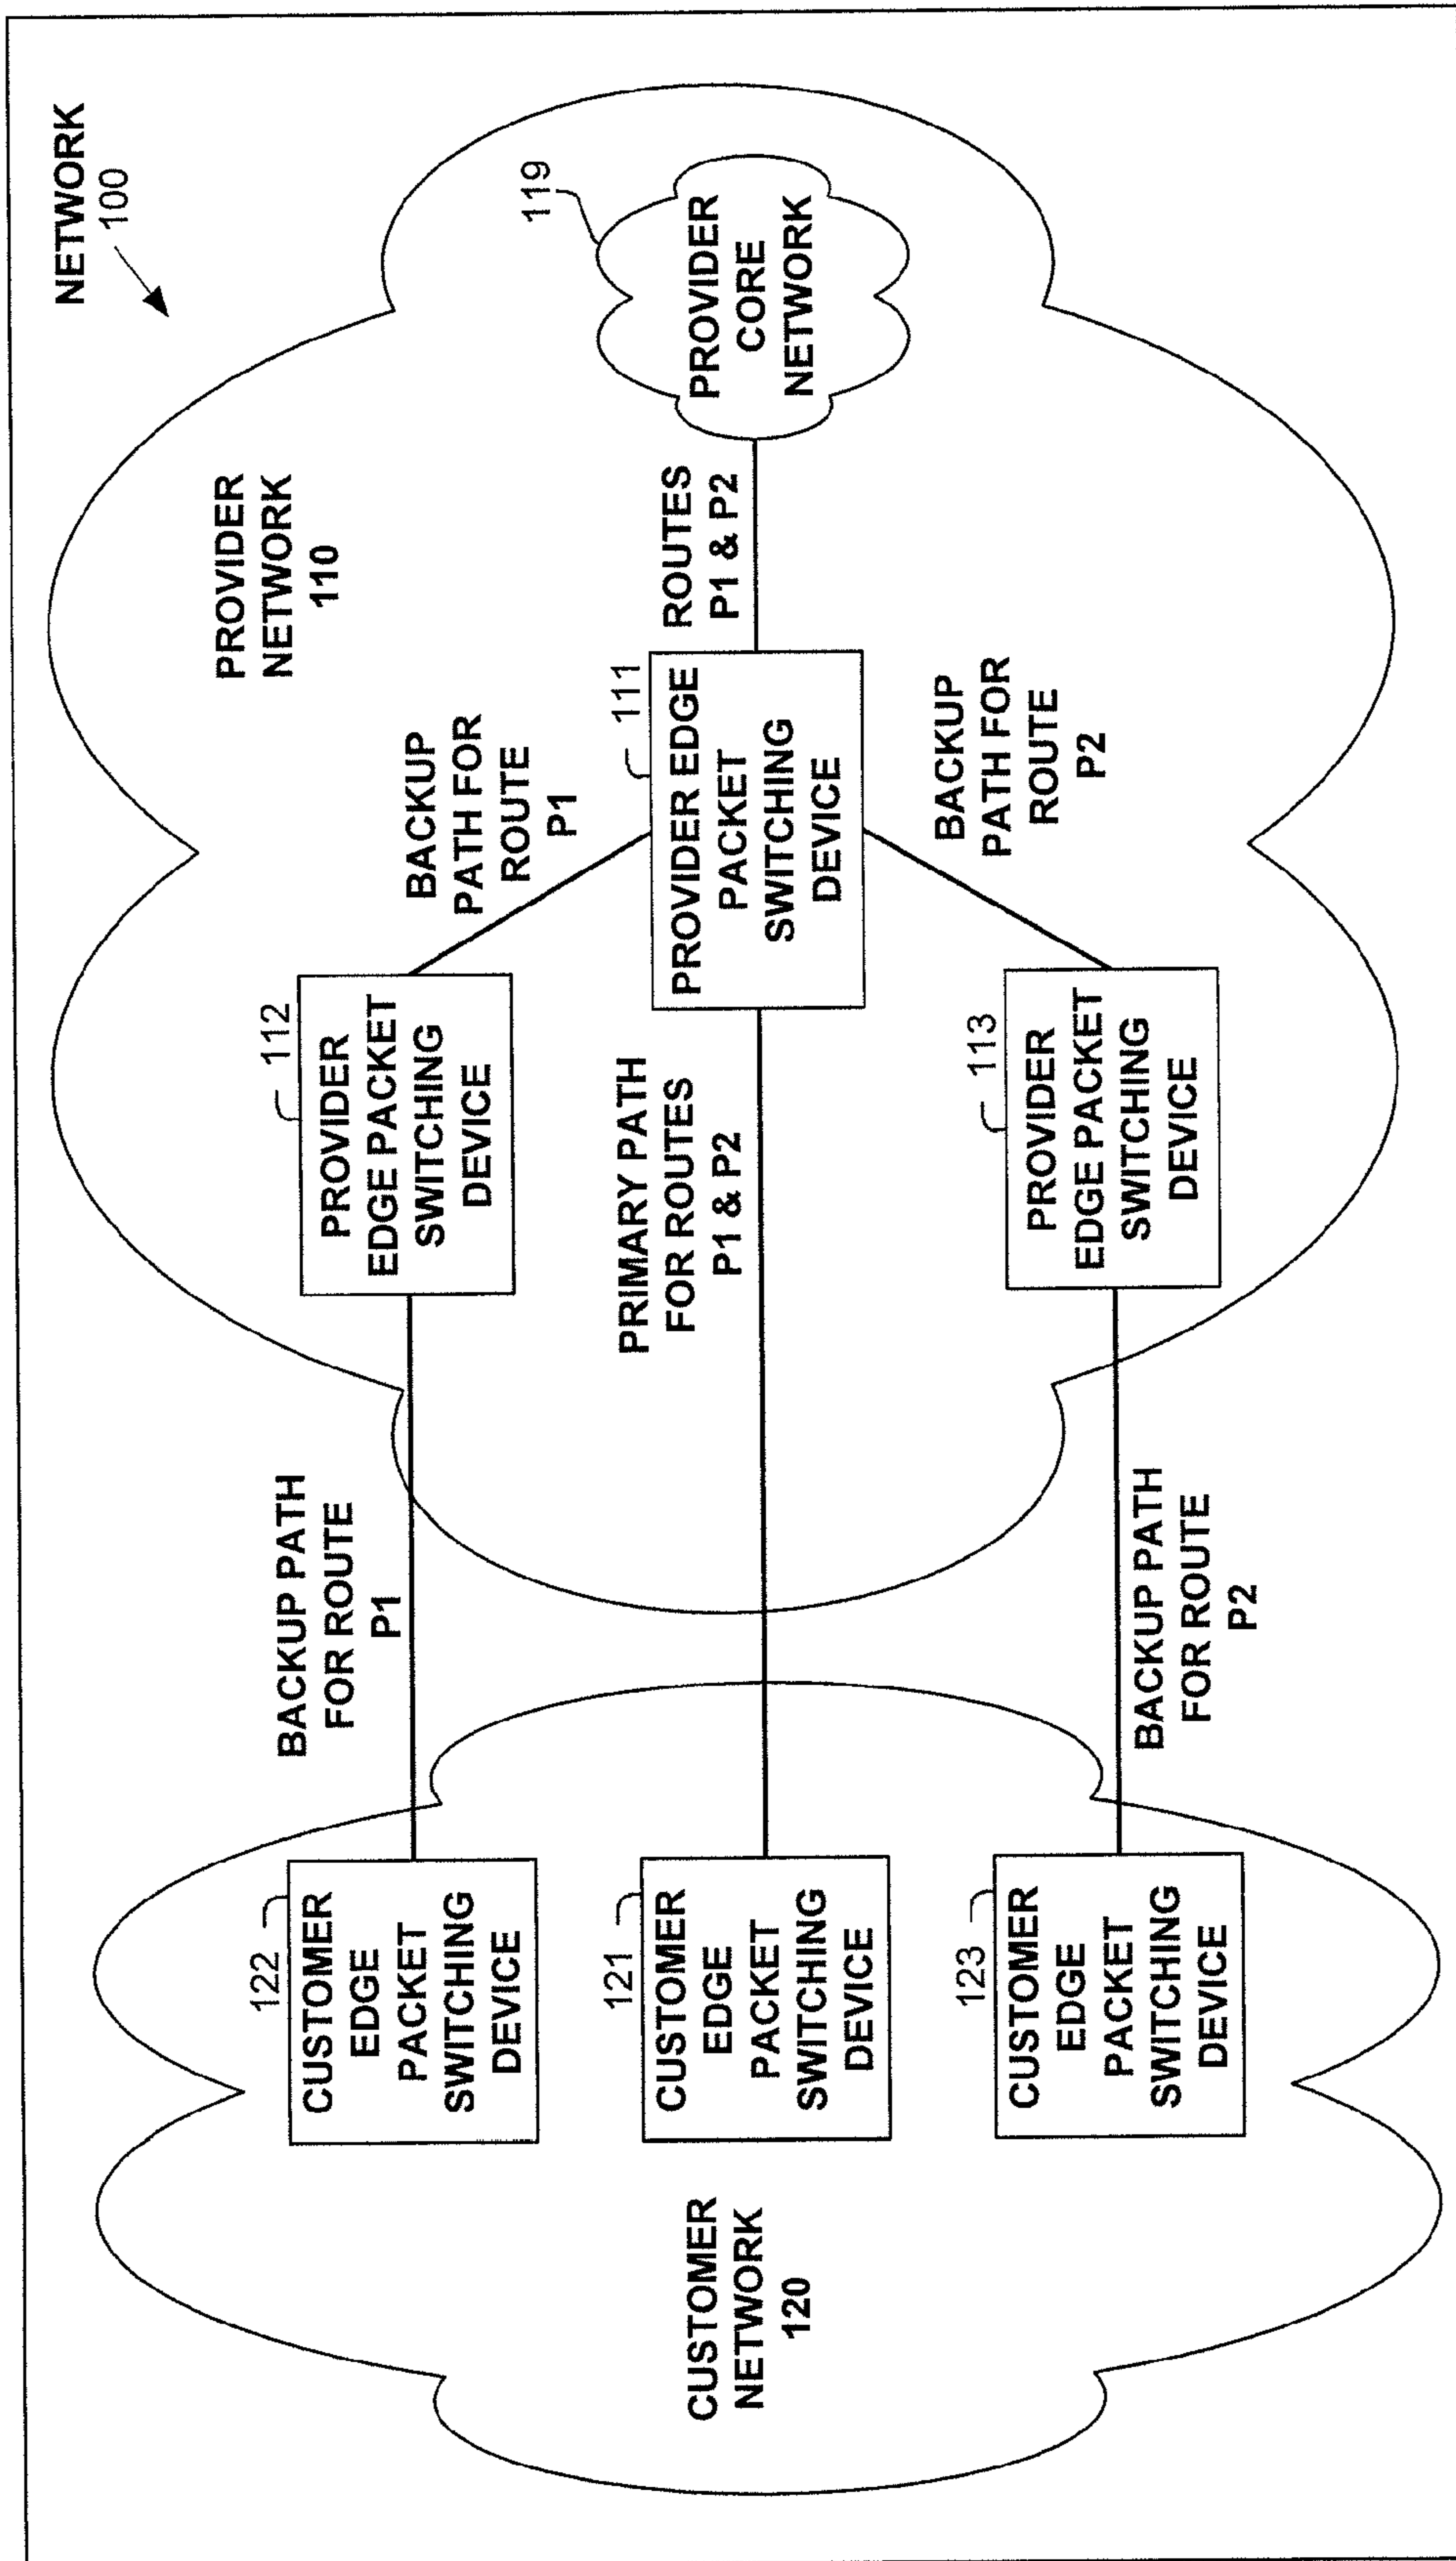 NETWORK
100
PROVIDER
NETWORK
110
119
PROVIDER
CORE
NETWORK
ROUTES
P1 & P2
111
PROVIDER EDGE
PACKET
SWITCHING
DEVICE
BACKUP
PATH FOR
ROUTE
P1
BACKUP
PATH FOR
ROUTE
P2
112
PROVIDER
EDGE PACKET
SWITCHING
DEVICE
PRIMARY PATH
FOR ROUTES
P1 & P2
113
PROVIDER
EDGE PACKET
SWITCHING
DEVICE
BACKUP PATH
FOR ROUTE
P1
BACKUP PATH
FOR ROUTE
P2
122
CUSTOMER
EDGE
PACKET
SWITCHING
DEVICE
121
CUSTOMER
EDGE
PACKET
SWITCHING
DEVICE
123
CUSTOMER
EDGE
PACKET
SWITCHING
DEVICE
CUSTOMER
NETWORK
120